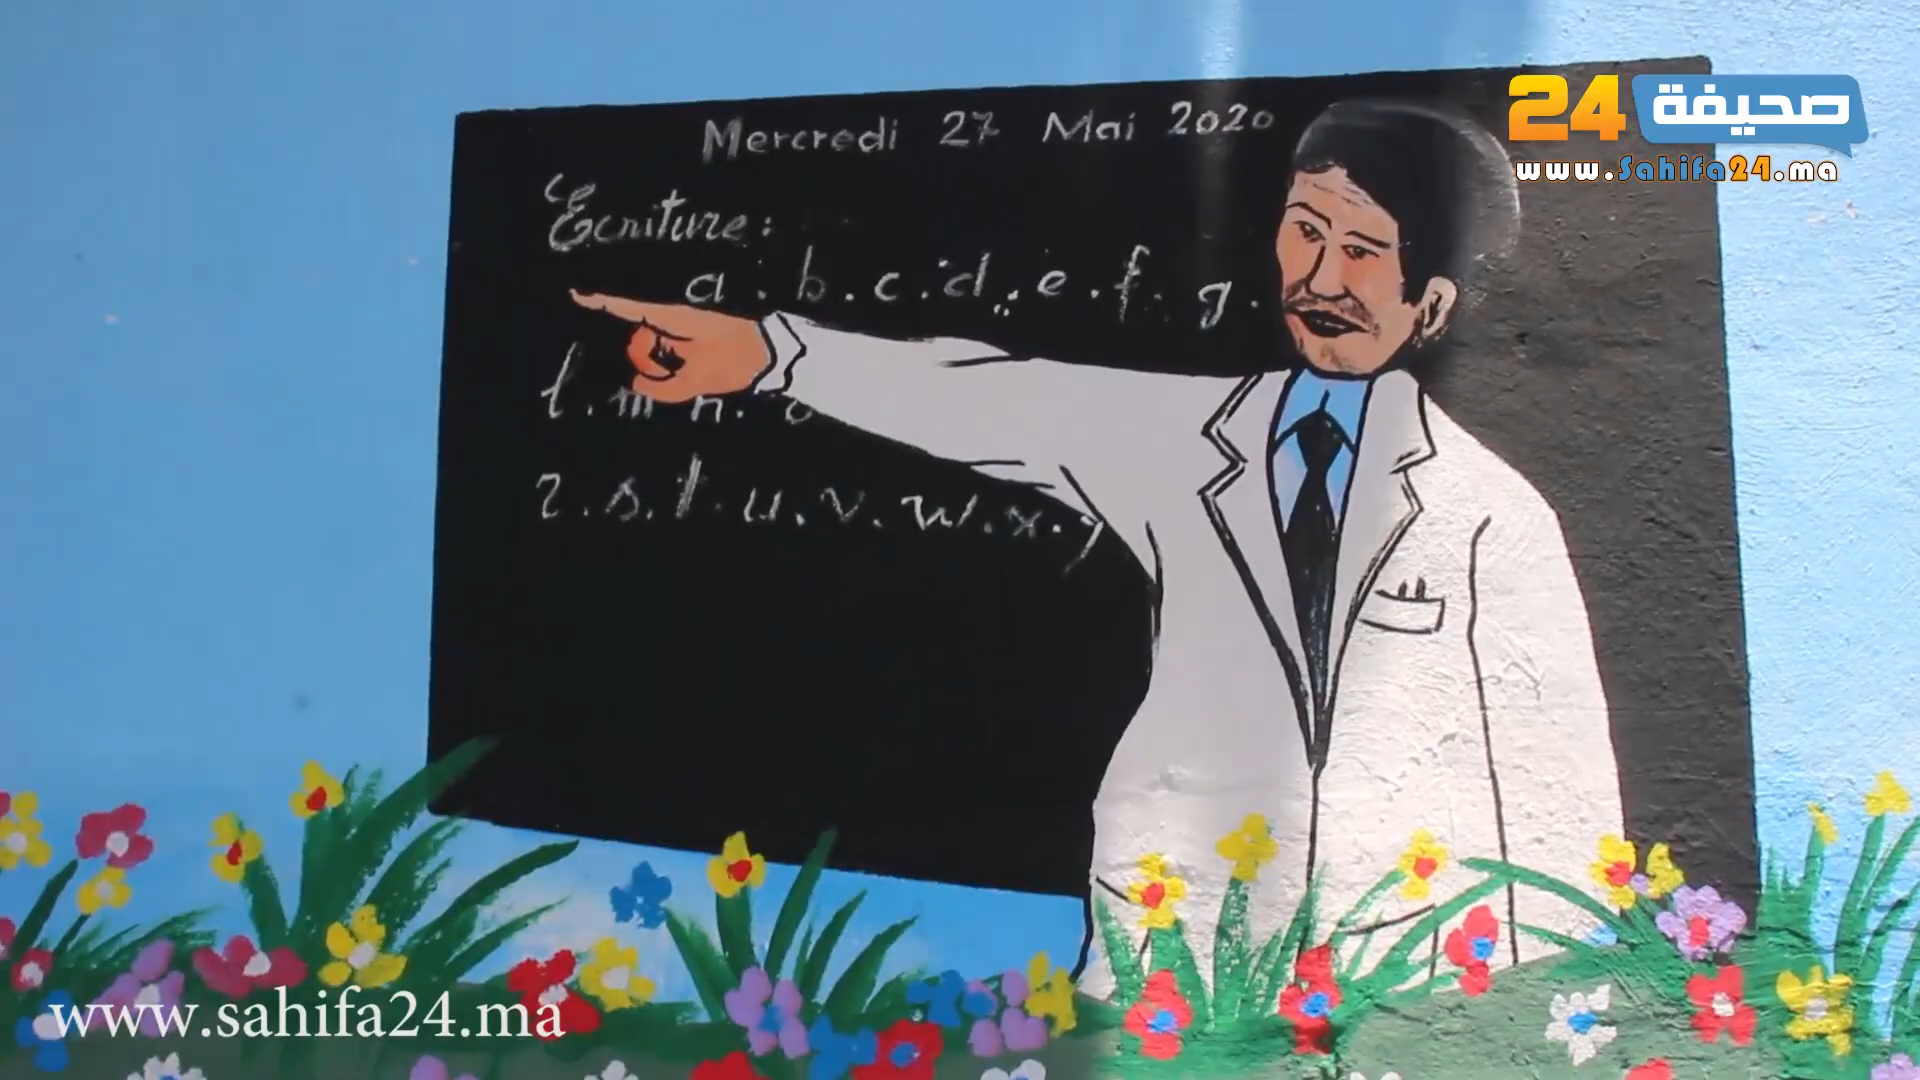 24 صحيفة
www.Sahifa24.ma
Mercredi 27 Mai 2020
Ecriture :
a . b . c . d . e . f . g .
l . m n . o
r . s . t . u . v . w . x . y
www.sahifa24.ma